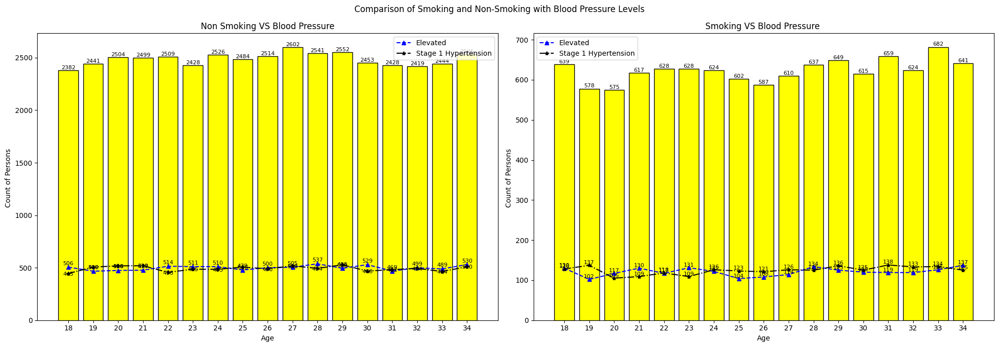 Comparison of Smoking and Non-Smoking with Blood Pressure Levels
Non Smoking VS Blood Pressure
Elevated
Stage 1 Hypertension
Count of Persons
2500
2000
1500
1000
500
0
2382 2441 2504 2499 2509 2428 2526 2484 2514 2602 2541 2552 2453 2428 2419 2444
506 514 511 510 479 500 505 537 529 469 499 489 530
445
18 19 20 21 22 23 24 25 26 27 28 29 30 31 32 33 34
Age
Smoking VS Blood Pressure
Elevated
Stage 1 Hypertension
Count of Persons
700
600
500
400
300
200
100
0
639 578 575 617 628 628 624 602 587 610 637 649 615 659 624 682 641
137 117 130 118 131 126 123 121 126 134 136 125 138 133 134 137
102 109 109 104 108 114 119 119 125
18 19 20 21 22 23 24 25 26 27 28 29 30 31 32 33 34
Age